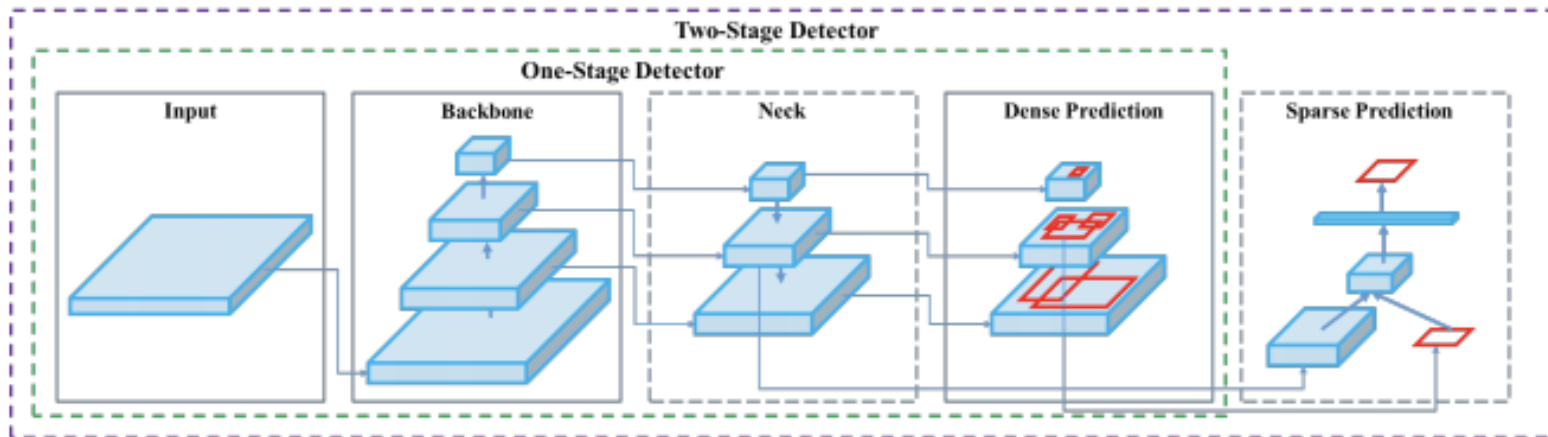 Two-Stage Detector
One-Stage Detector
Input
Backbone
Neck
Dense Prediction
Sparse Prediction